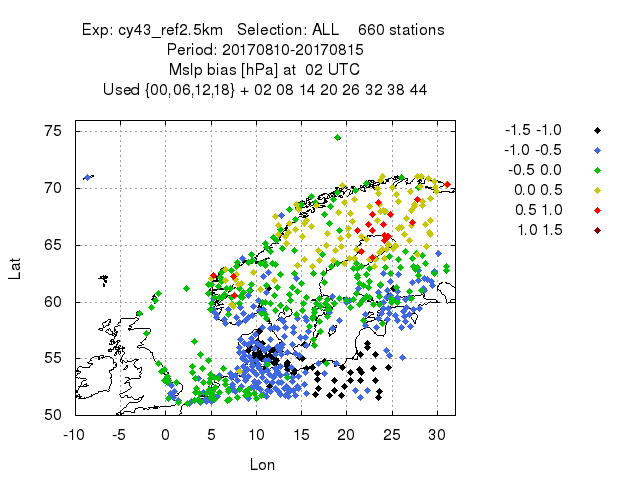 Exp: cy43_ref2.5km   Selection: ALL    660 stations
Period: 20170810-20170815
Mslp bias [hPa] at  02 UTC
Used {00,06,12,18} + 02 08 14 20 26 32 38 44
-1.5 -1.0
-1.0 -0.5
-0.5 0.0
0.0 0.5
0.5 1.0
1.0 1.5
75
70
65
60
55
50
Lat
-10 -5 0 5 10 15 20 25 30
Lon